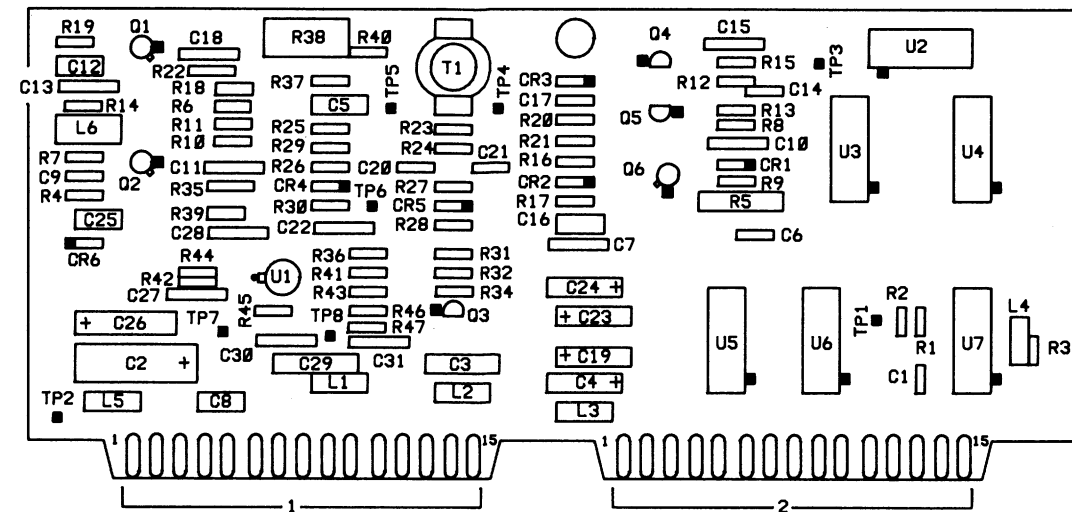 R19
Q1
C18
R38
R40
Q4
C15
TP3
U2
C12
R22
R37
TP5
T1
TP4
CR3
R12
R15
C13
R18
C14
R14
R6
C5
C17
Q5
R13
L6
R11
R25
R23
R20
R8
R10
R29
R24
R21
C10
U3
U4
R7
C11
R26
C20
C21
R16
CR1
C9
Q2
R35
CR4
TP6
R27
CR2
Q6
R9
R4
R30
CR5
R17
R5
C25
R39
C22
R28
C16
C28
C7
C6
CR6
R44
R36
R31
R42
U1
R41
R32
C27
R45
R43
R34
C24 +
+ C26
TP7
TP8
R46
Q3
+ C23
TP1
R2
L4
R47
C30
C31
U5
U6
R1
U7
R3
C2 +
C29
C3
+ C19
L1
C4 +
C1
TP2
L5
C8
L2
L3
1
15
1
15
1
2